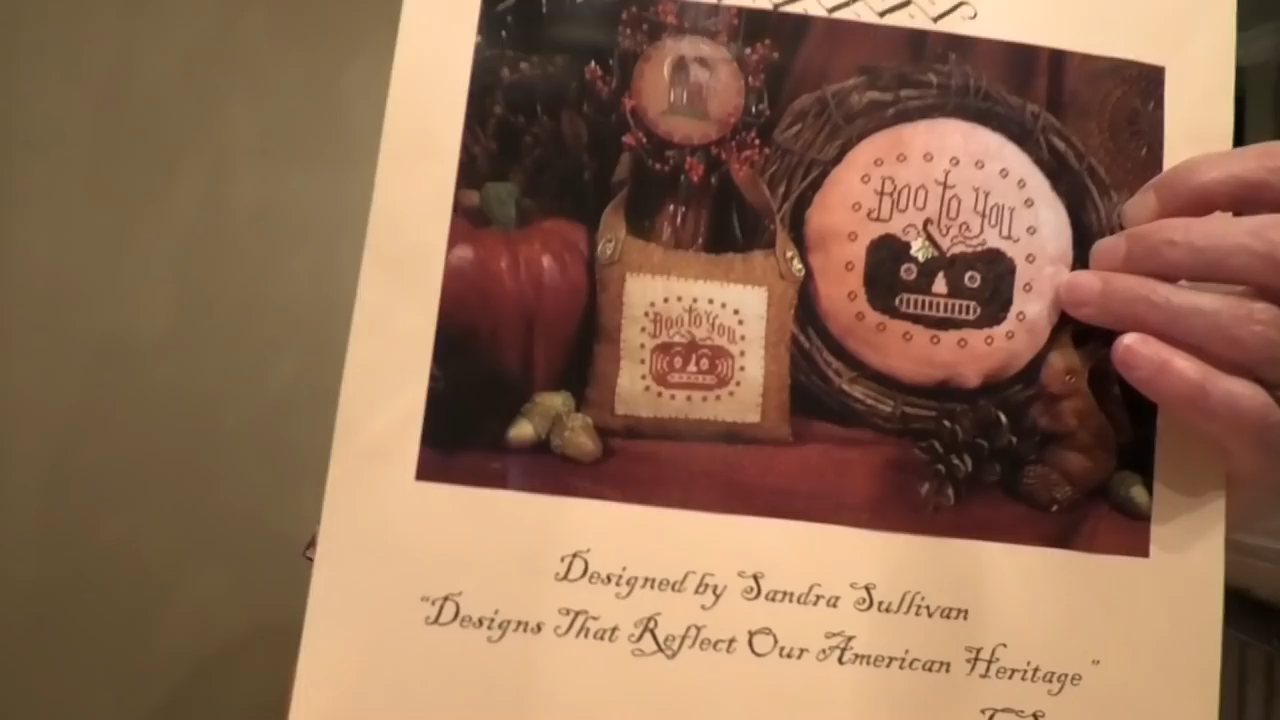 Boo to You
Boo to You
Designed by Sandra Sullivan
"Designs That Reflect Our American Heritage"